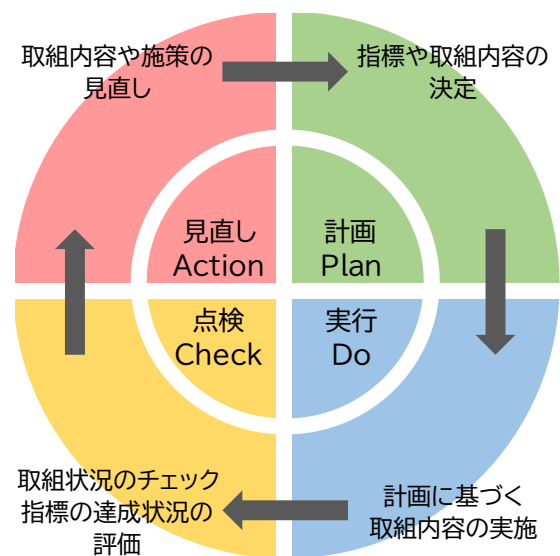 取組内容や施策の
見直し
指標や取組内容の
決定
見直し
Action
計画
Plan
点検
Check
実行
Do
取組状況のチェック
指標の達成状況の
評価
計画に基づく
取組内容の実施